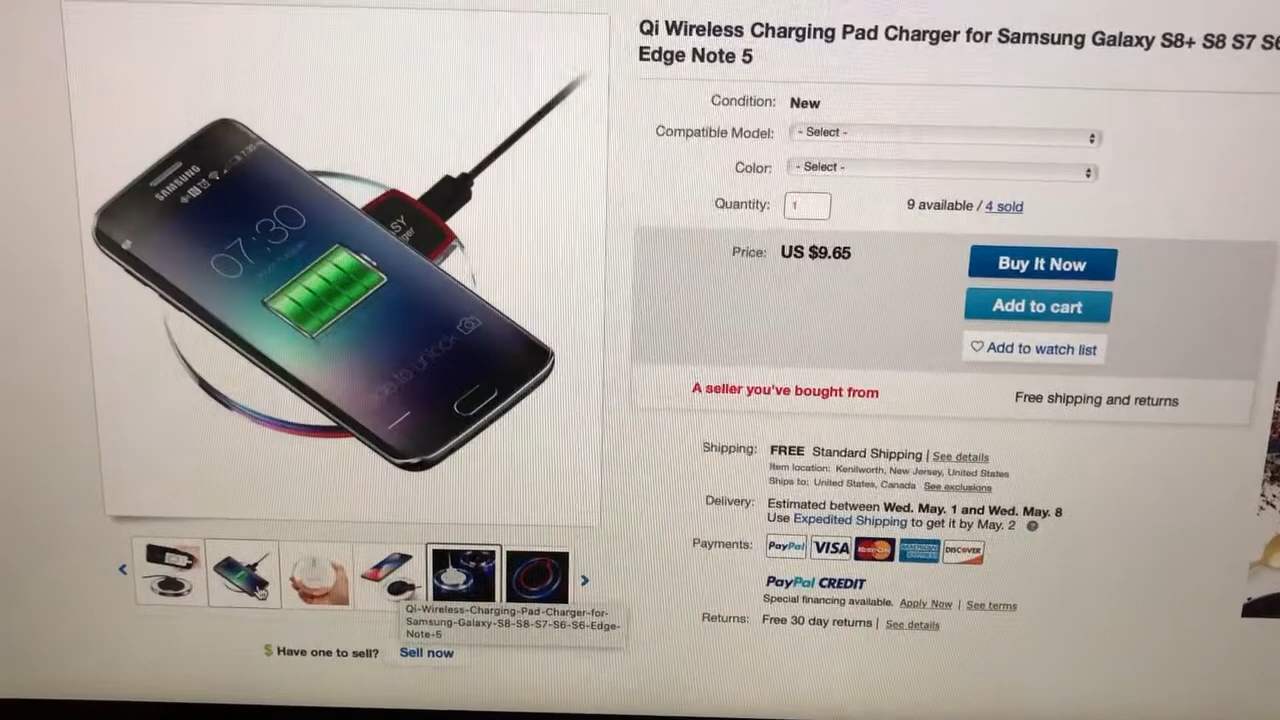 Qi Wireless Charging Pad Charger for Samsung Galaxy S8+ S8 S7 S6
Edge Note 5
Condition: New
Compatible Model: - Select -
Color: - Select -
Quantity: 1 9 available / 4 sold
Price: US $9.65
Buy It Now
Add to cart
Add to watch list
A seller you've bought from
Free shipping and returns
Shipping: FREE Standard Shipping | See details
Item location: Kenilworth, New Jersey, United States
Ships to: United States, Canada See exclusions
Delivery: Estimated between Wed. May. 1 and Wed. May. 8
Use Expedited Shipping to get it by May. 2 ?
Payments: PayPal VISA AMERICAN EXPRESS DISCOVER
PayPal CREDIT
Special financing available. Apply Now | See terms
Returns: Free 30 day returns | See details
SAMSUNG
07:30
to unlock
Qi-Wireless-Charging-Pad-Charger-for-
Samsung-Galaxy-S8-S8-S7-S6-S6-Edge-
Note-5
$ Have one to sell? Sell now